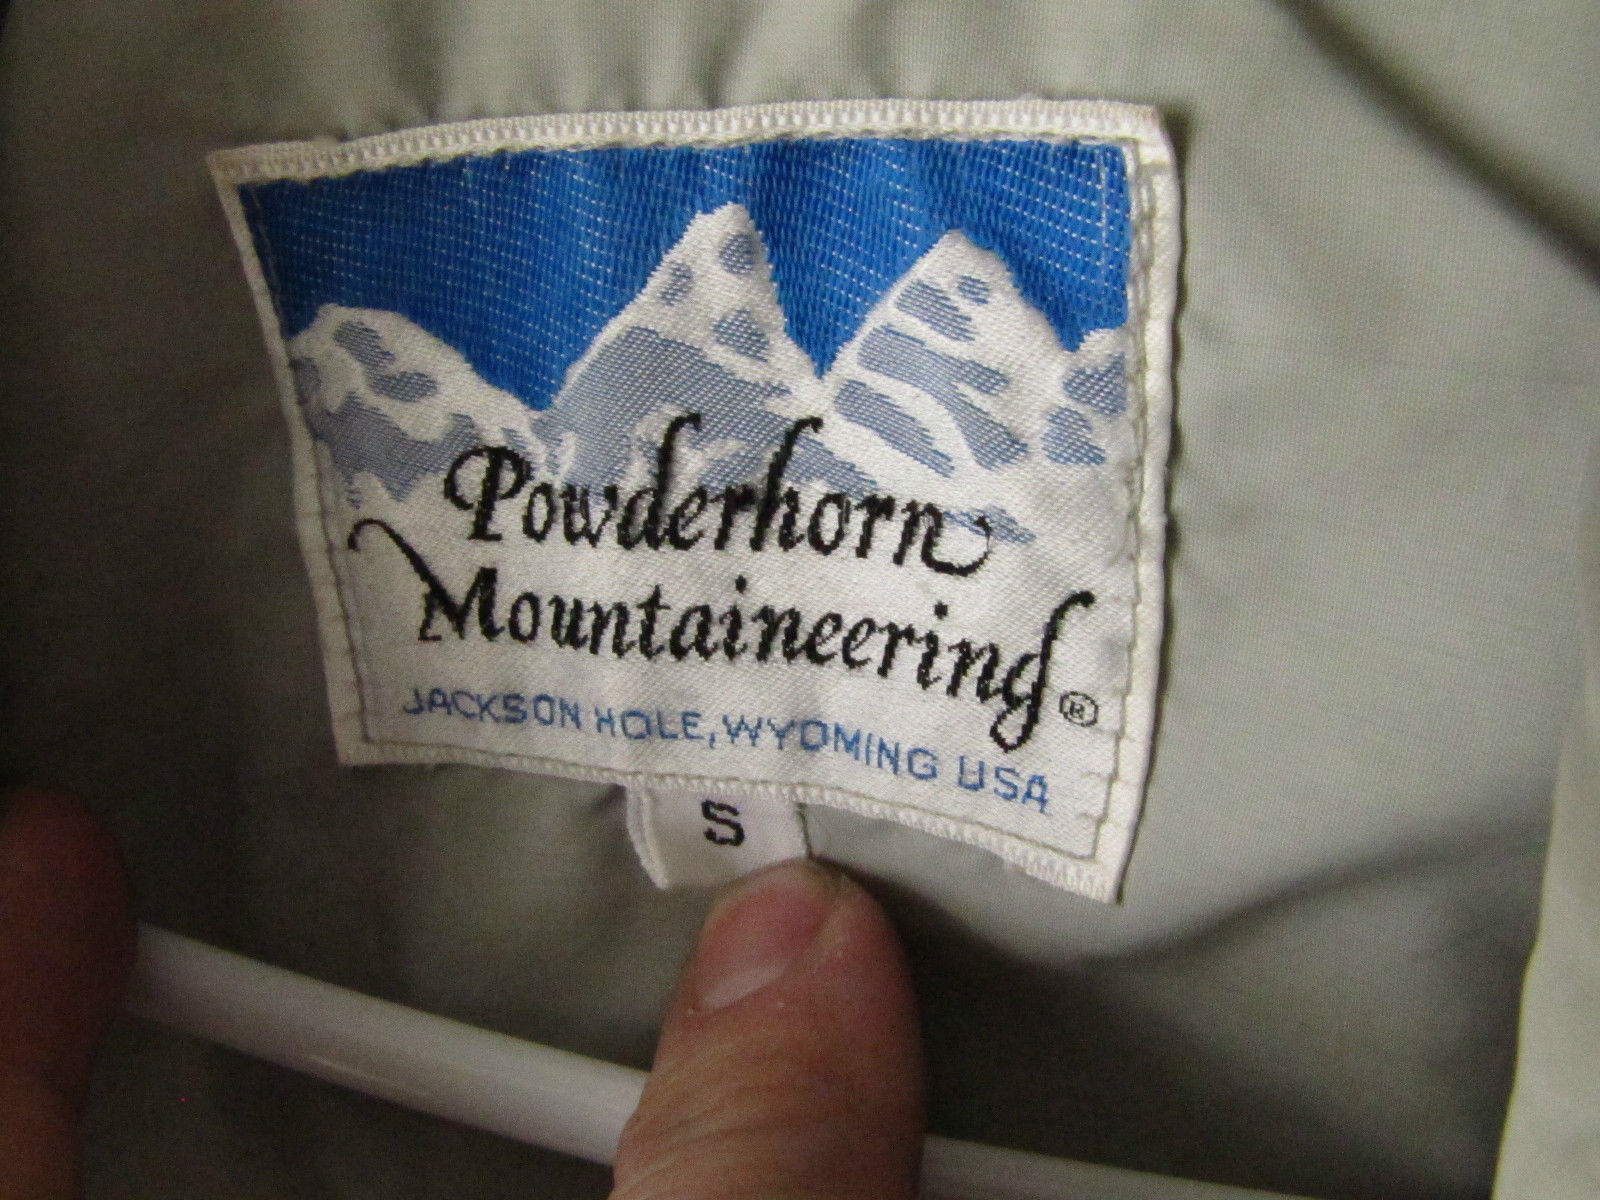 Powderhorn
Mountaineering®
JACKSON HOLE, WYOMING USA
S